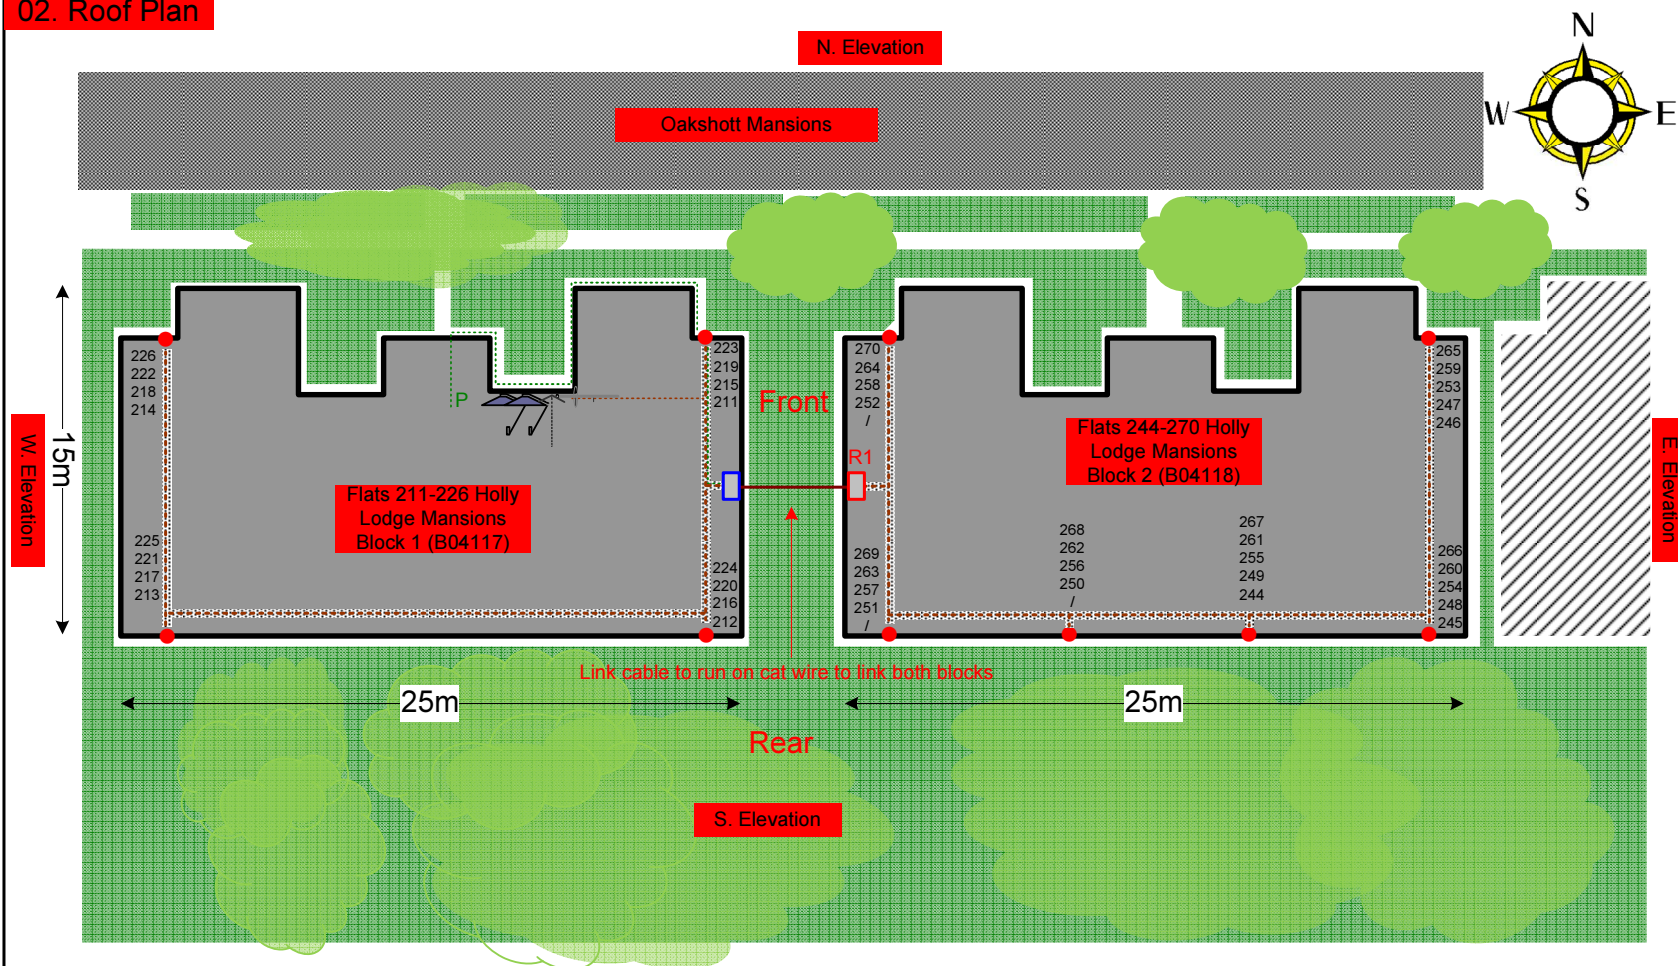 02. Roof Plan
N. Elevation
N
W
E
S
Oakshott Mansions
226
222
218
214
223
219
215
211
P
Front
270
264
258
252
/
265
259
253
247
246
W. Elevation
15m
E. Elevation
R1
Flats 244-270 Holly
Lodge Mansions
Block 2 (B04118)
Flats 211-226 Holly
Lodge Mansions
Block 1 (B04117)
225
221
217
213
224
220
216
212
269
263
257
251
/
268
262
256
250
/
267
261
255
249
244
266
260
254
248
245
Link cable to run on cat wire to link both blocks
25m
25m
Rear
S. Elevation